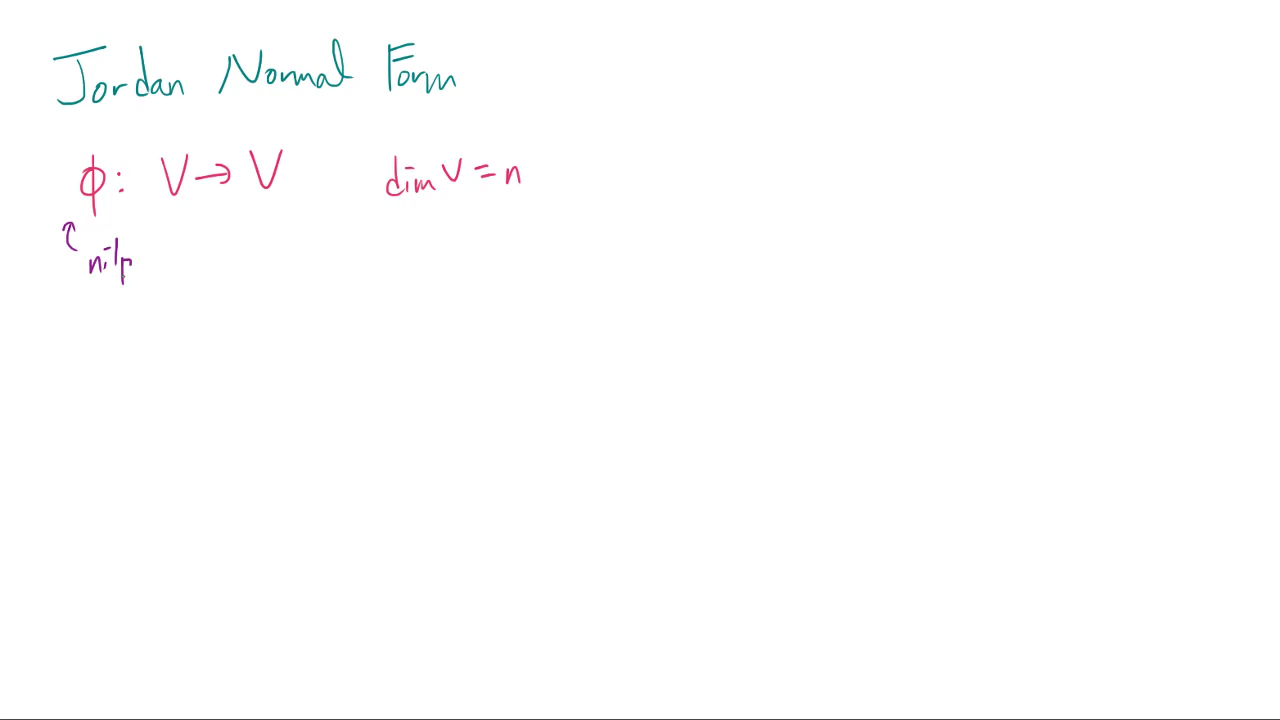 Jordan Normal Form
ϕ: V → V dim V = n
nilp